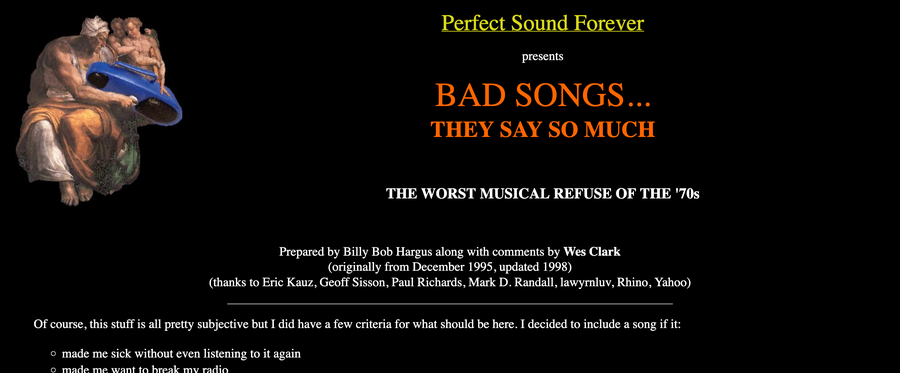 Perfect Sound Forever
presents
BAD SONGS...
THEY SAY SO MUCH
THE WORST MUSICAL REFUSE OF THE '70s
Prepared by Billy Bob Hargus along with comments by Wes Clark
(originally from December 1995, updated 1998)
(thanks to Eric Kauz, Geoff Sisson, Paul Richards, Mark D. Randall, lawyrnluv, Rhino, Yahoo)
Of course, this stuff is all pretty subjective but I did have a few criteria for what should be here. I decided to include a song if it:
made me sick without even listening to it again
made me want to break my radio